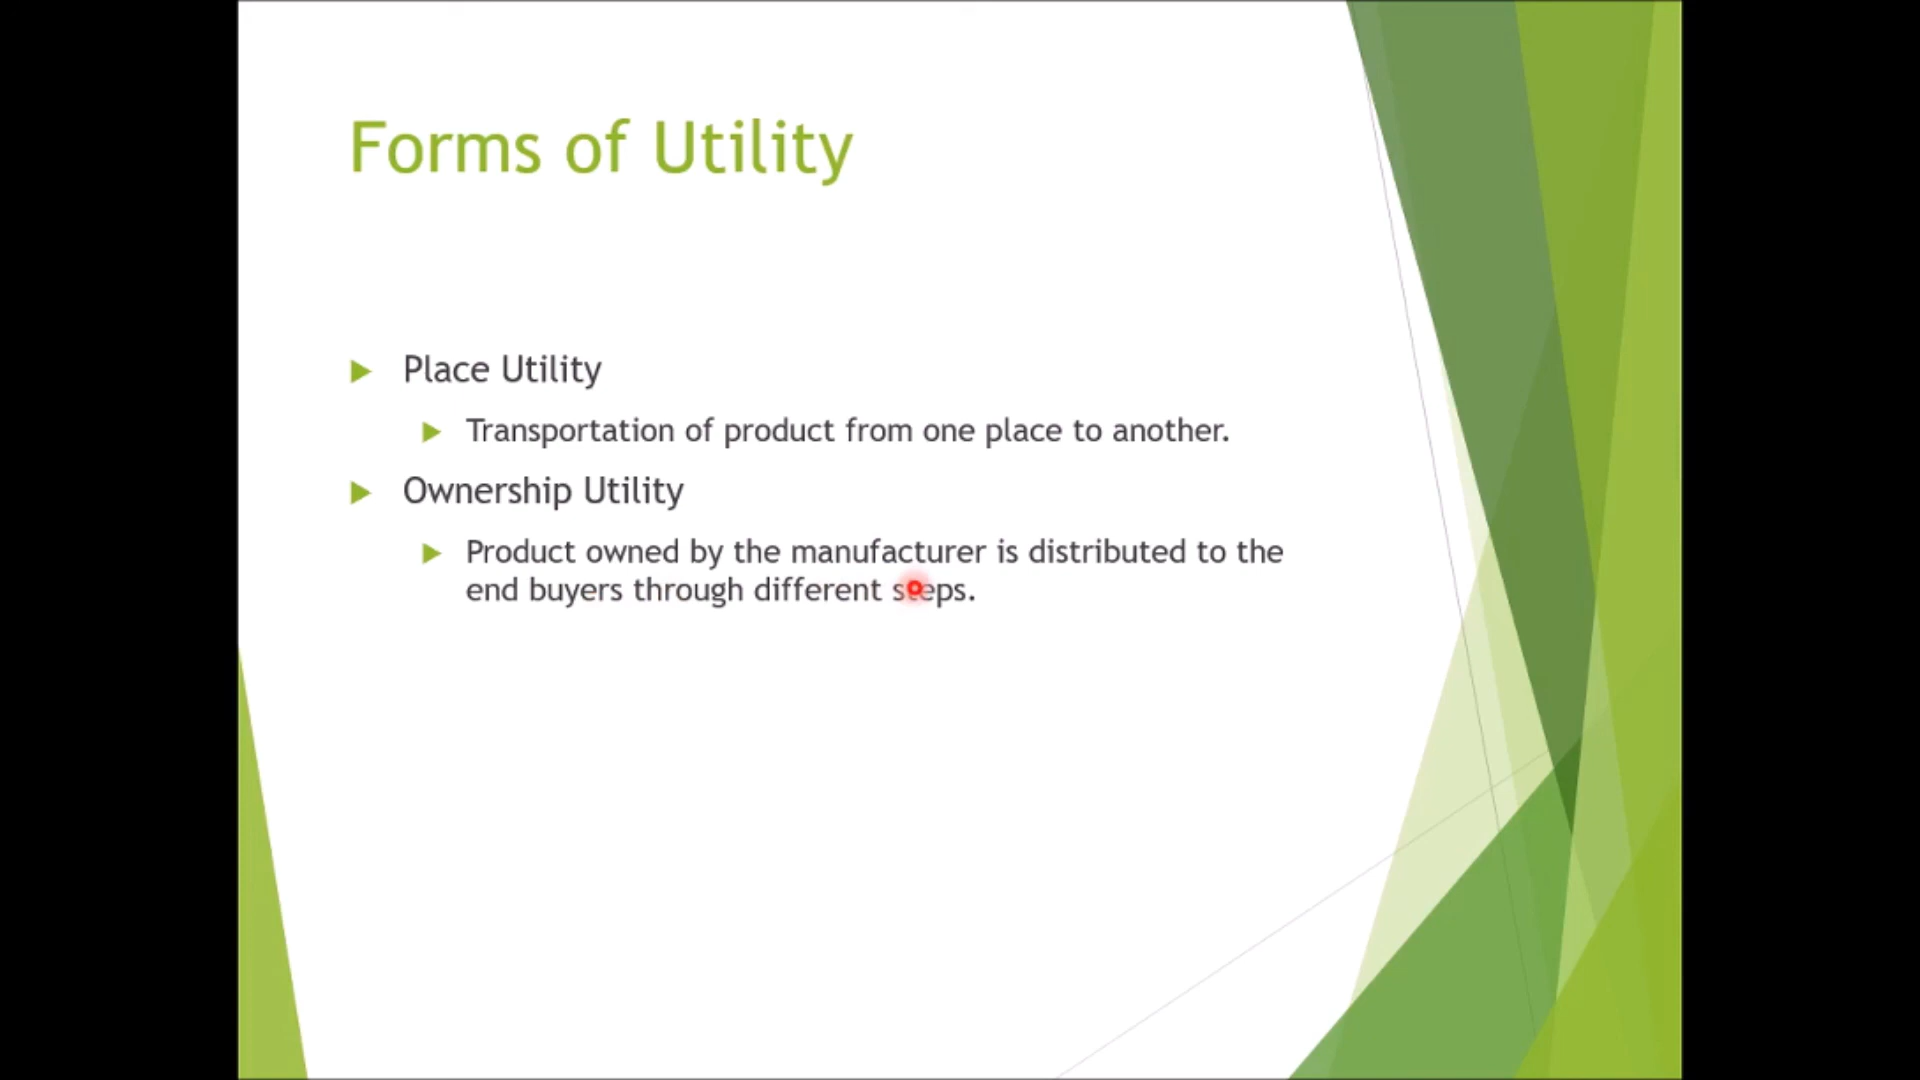 Forms of Utility
Place Utility
Transportation of product from one place to another.
Ownership Utility
Product owned by the manufacturer is distributed to the
end buyers through different steps.